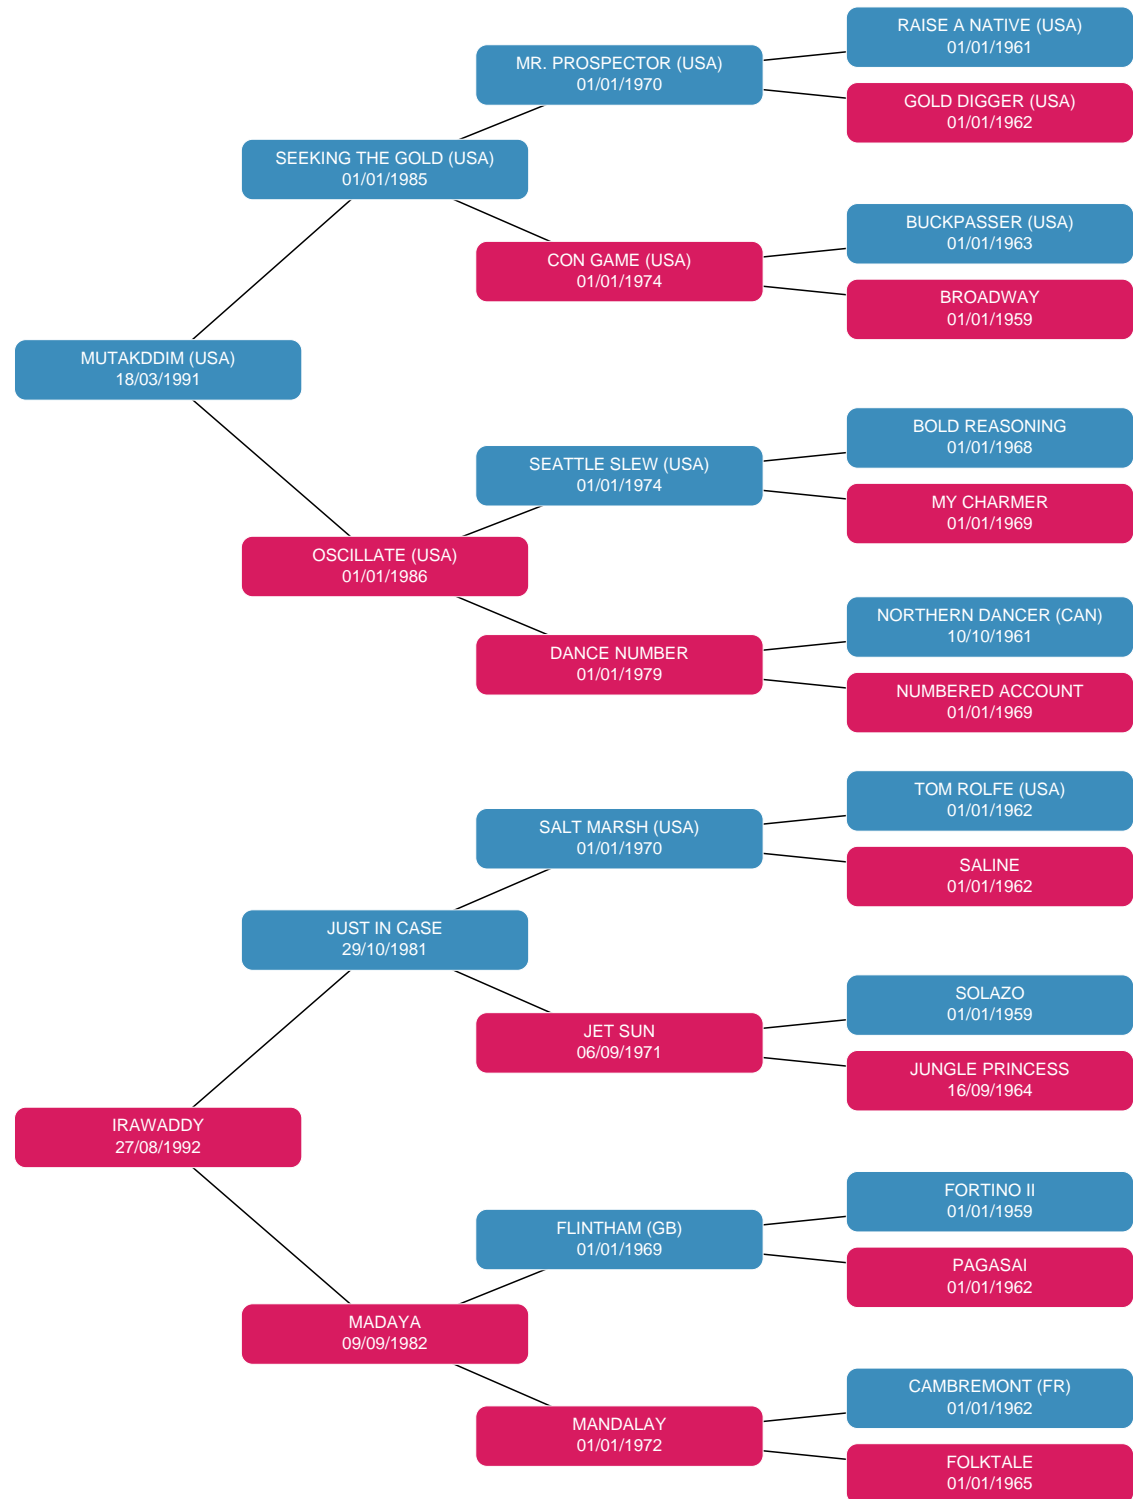 RAISE A NATIVE (USA)
01/01/1961
MR. PROSPECTOR (USA)
01/01/1970
GOLD DIGGER (USA)
01/01/1962
SEEKING THE GOLD (USA)
01/01/1985
BUCKPASSER (USA)
01/01/1963
CON GAME (USA)
01/01/1974
BROADWAY
01/01/1959
MUTAKDDIM (USA)
18/03/1991
BOLD REASONING
01/01/1968
SEATTLE SLEW (USA)
01/01/1974
MY CHARMER
01/01/1969
OSCILLATE (USA)
01/01/1986
NORTHERN DANCER (CAN)
10/10/1961
DANCE NUMBER
01/01/1979
NUMBERED ACCOUNT
01/01/1969
TOM ROLFE (USA)
01/01/1962
SALT MARSH (USA)
01/01/1970
SALINE
01/01/1962
JUST IN CASE
29/10/1981
SOLAZO
01/01/1959
JET SUN
06/09/1971
JUNGLE PRINCESS
16/09/1964
IRAWADDY
27/08/1992
FORTINO II
01/01/1959
FLINTHAM (GB)
01/01/1969
PAGASAI
01/01/1962
MADAYA
09/09/1982
CAMBREMONT (FR)
01/01/1962
MANDALAY
01/01/1972
FOLKTALE
01/01/1965